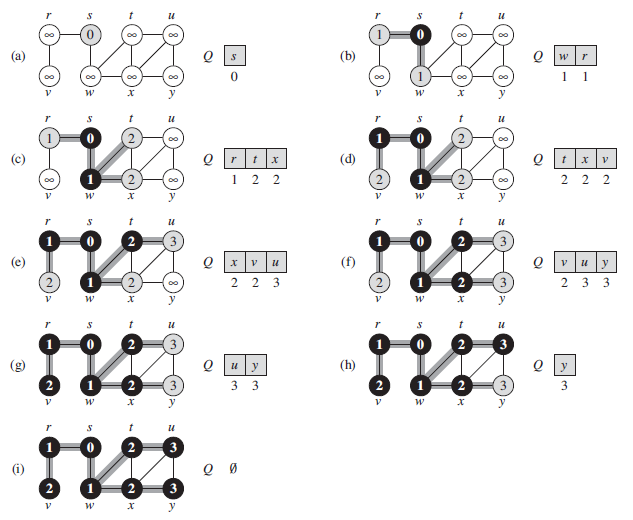 r s t u
∞ 0 ∞ ∞
(a) Q s
∞ ∞ ∞ ∞ 0
v w x y
r s t u
1 0 ∞ ∞
(b) Q w r
∞ 1 ∞ ∞ 1 1
v w x y
r s t u
1 0 2 ∞
(c) Q r t x
∞ 1 2 ∞ 1 2 2
v w x y
r s t u
1 0 2 ∞
(d) Q t x v
2 1 2 ∞ 2 2 2
v w x y
r s t u
1 0 2 3
(e) Q x v u
2 1 2 ∞ 2 2 3
v w x y
r s t u
1 0 2 3
(f) Q v u y
2 1 2 3 2 3 3
v w x y
r s t u
1 0 2 3
(g) Q u y
2 1 2 3 3 3
v w x y
r s t u
1 0 2 3
(h) Q y
2 1 2 3 3
v w x y
r s t u
1 0 2 3
(i) Q ∅
2 1 2 3
v w x y